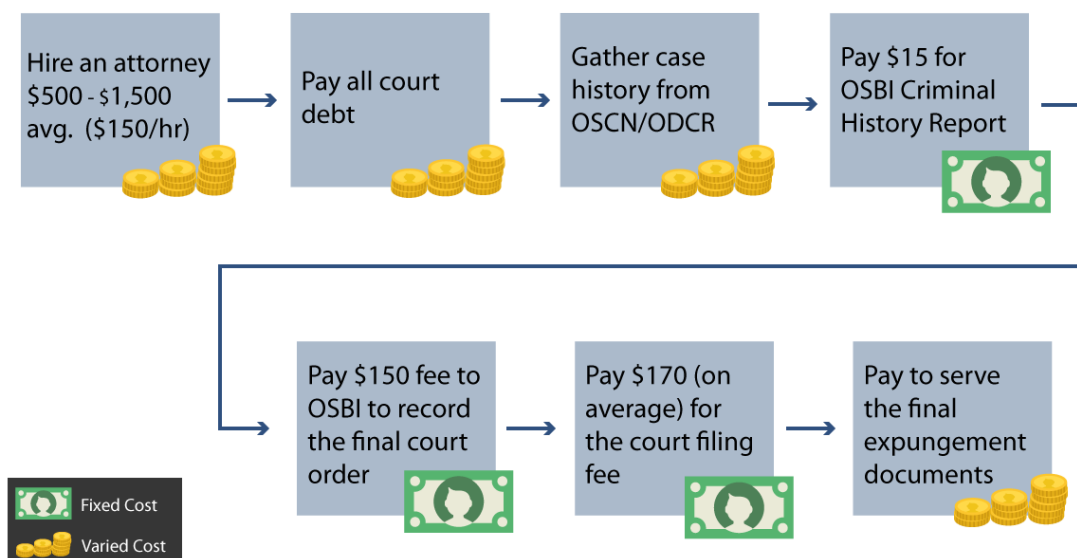 Hire an attorney
$500 - $1,500
avg. ($150/hr)
Pay all court
debt
Gather case
history from
OSCN/ODCR
Pay $15 for
OSBI Criminal
History Report
Pay $150 fee to
OSBI to record
the final court
order
Pay $170 (on
average) for
the court filing
fee
Pay to serve
the final
expungement
documents
Fixed Cost
Varied Cost